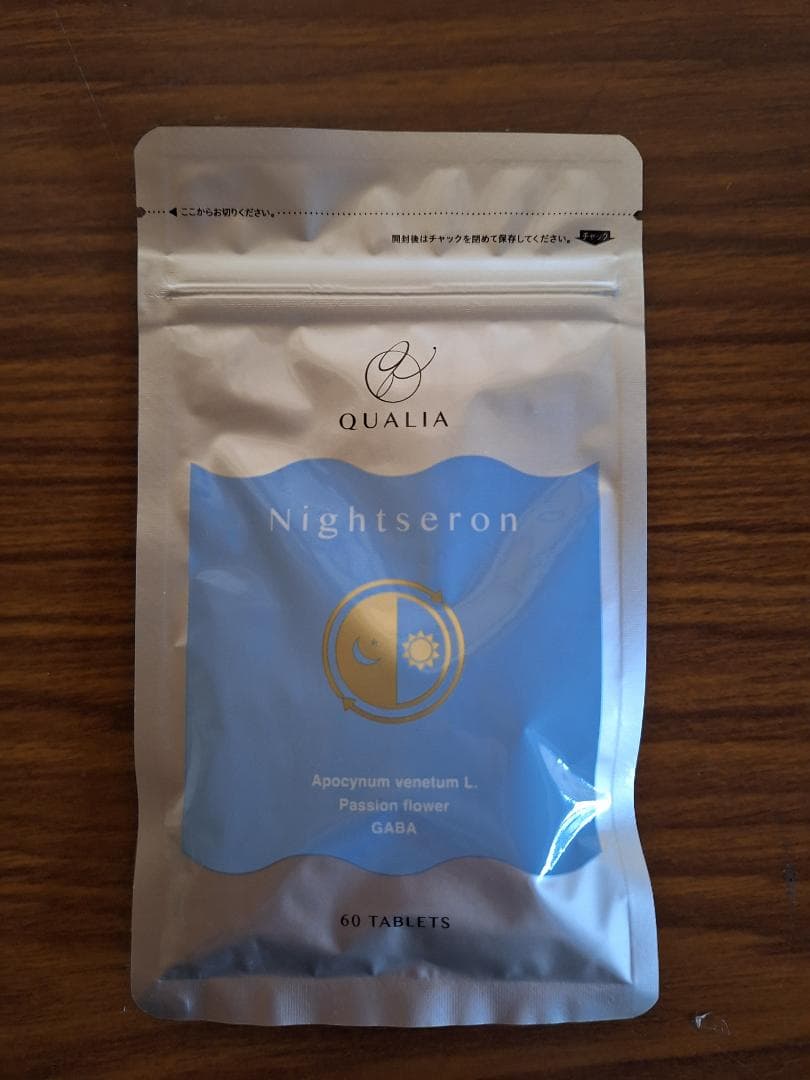 ここからお切りください。
開封後はチャックを閉めて保存してください。 チャック
QUALIA
Nightseron
Apocynum venetum L.
Passion flower
GABA
60 TABLETS